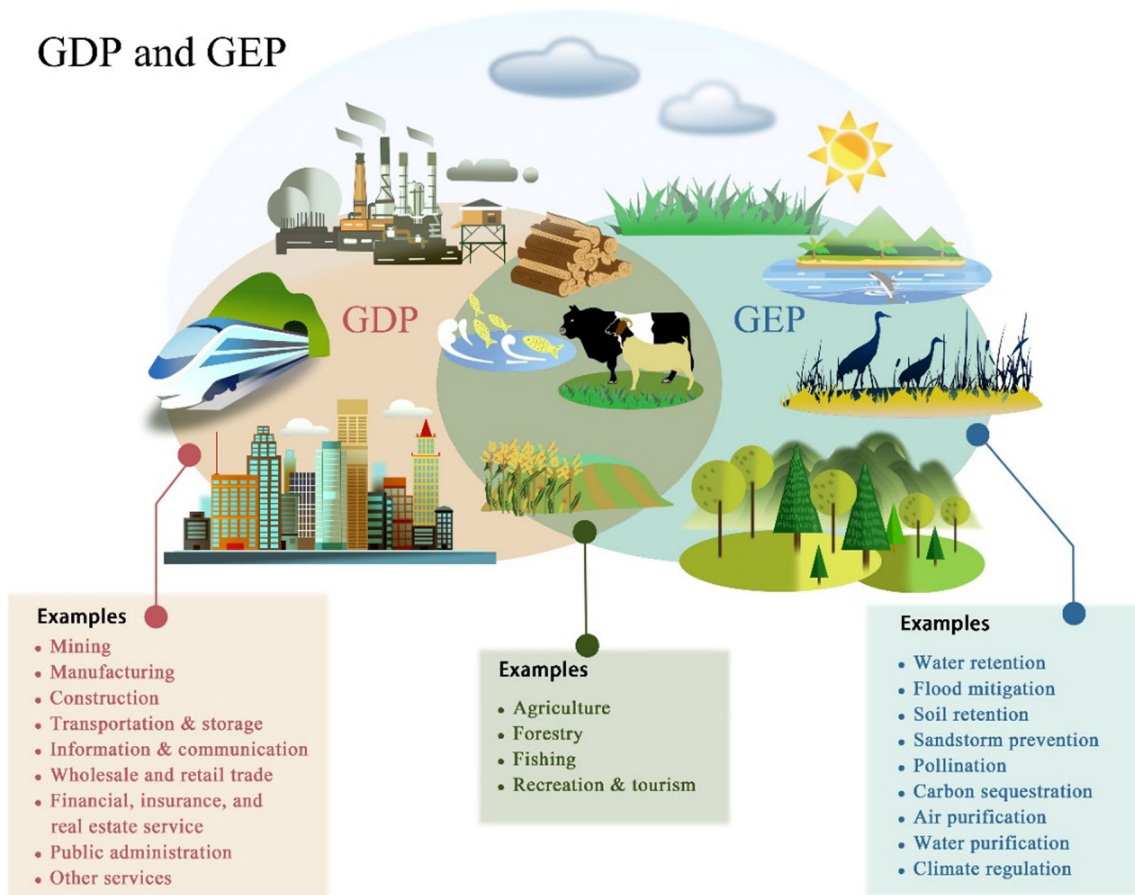 GDP and GEP
GDP
GEP
Examples
• Mining
• Manufacturing
• Construction
• Transportation & storage
• Information & communication
• Wholesale and retail trade
• Financial, insurance, and
real estate service
• Public administration
• Other services
Examples
• Agriculture
• Forestry
• Fishing
• Recreation & tourism
Examples
• Water retention
• Flood mitigation
• Soil retention
• Sandstorm prevention
• Pollination
• Carbon sequestration
• Air purification
• Water purification
• Climate regulation